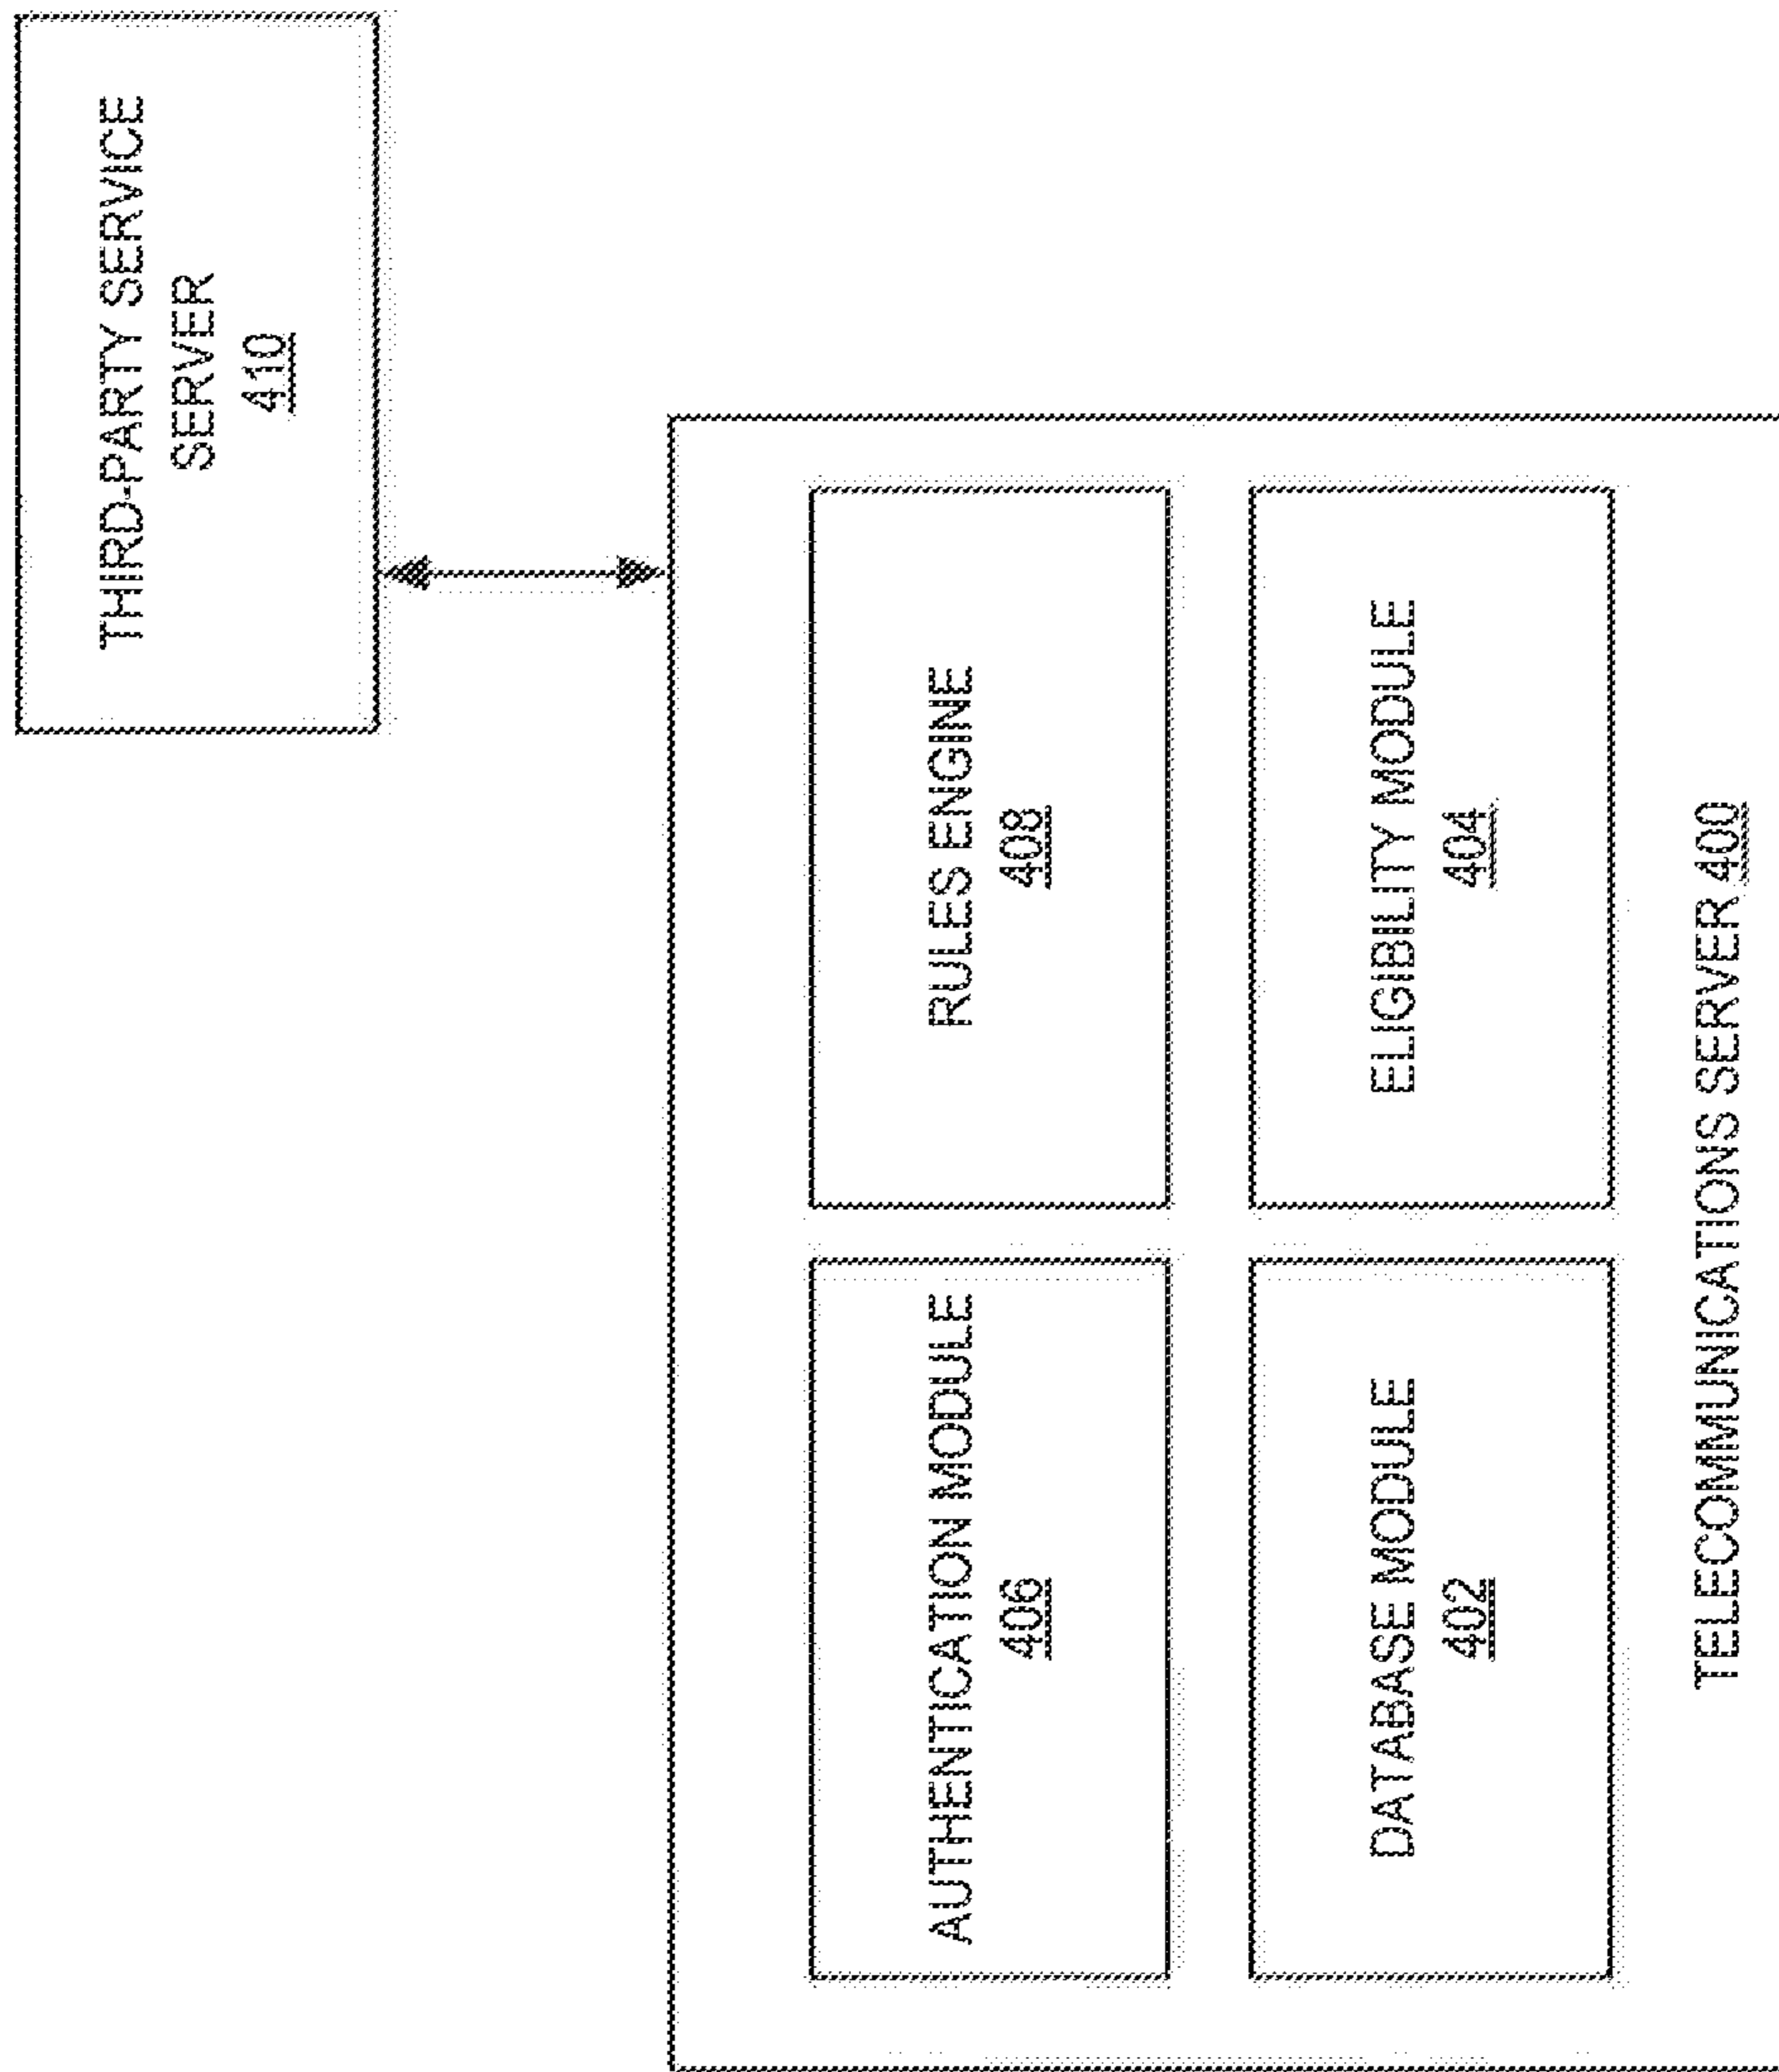 THIRD-PARTY SERVICE
SERVER
410
AUTHENTICATION MODULE
406
RULES ENGINE
408
DATABASE MODULE
402
ELIGIBILITY MODULE
404
TELECOMMUNICATIONS SERVER 400